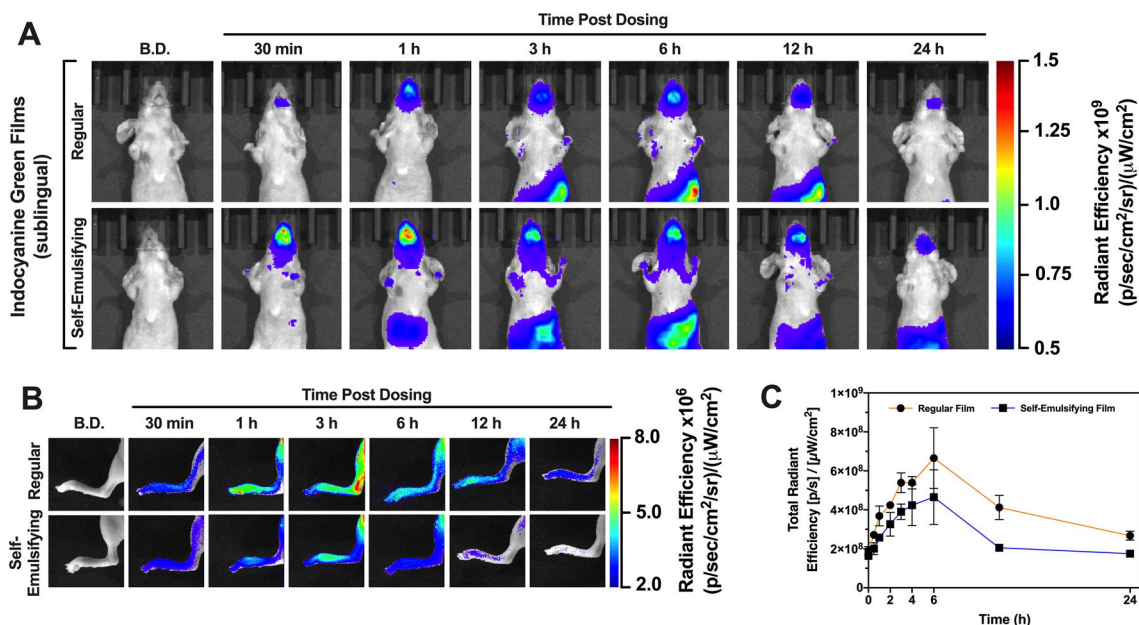 A
Time Post Dosing
B.D.
30 min
1 h
3 h
6 h
12 h
24 h
Indocyanine Green Films
(sublingual)
Regular
Self-Emulsifying
1.5
1.25
1.0
0.75
0.5
Radiant Efficiency x10⁹
(p/sec/cm²/sr)/(µW/cm²)
B
Time Post Dosing
B.D.
30 min
1 h
3 h
6 h
12 h
24 h
Regular
Self-
Emulsifying
8.0
6.0
4.0
2.0
Radiant Efficiency x10⁶
(p/sec/cm²/sr)/(µW/cm²)
C
Regular Film
Self-Emulsifying Film
Total Radiant
Efficiency [p/s] / [µW/cm²]
1×10⁹
8×10⁸
6×10⁸
4×10⁸
2×10⁸
0
0
2
4
6
24
Time (h)